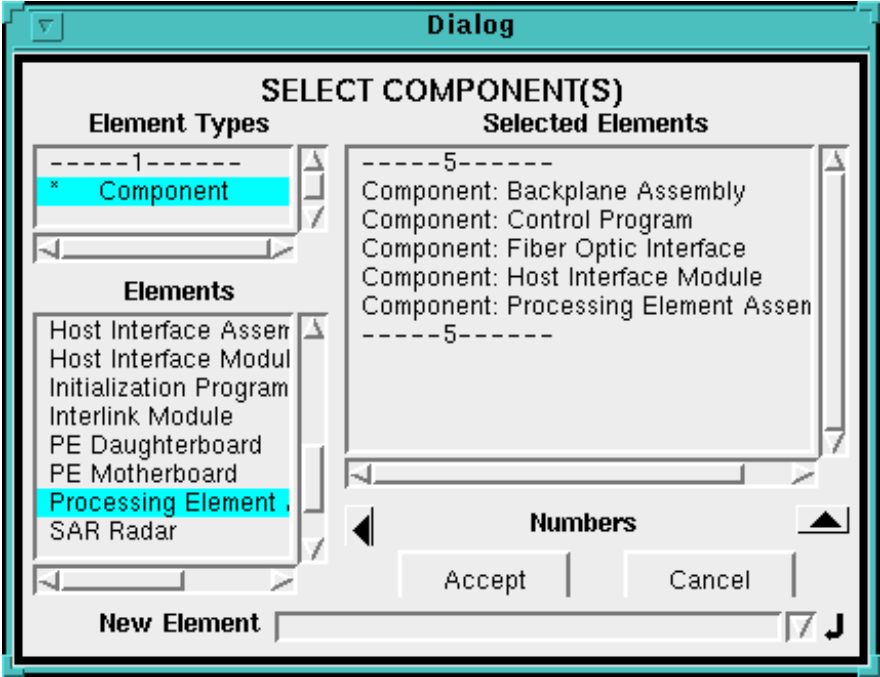 Dialog
SELECT COMPONENT(S)
Element Types
-----1------
* Component
Elements
Host Interface Assem
Host Interface Modul
Initialization Program
Interlink Module
PE Daughterboard
PE Motherboard
Processing Element
SAR Radar
Selected Elements
-----5------
Component: Backplane Assembly
Component: Control Program
Component: Fiber Optic Interface
Component: Host Interface Module
Component: Processing Element Assem
-----5------
Numbers
Accept Cancel
New Element